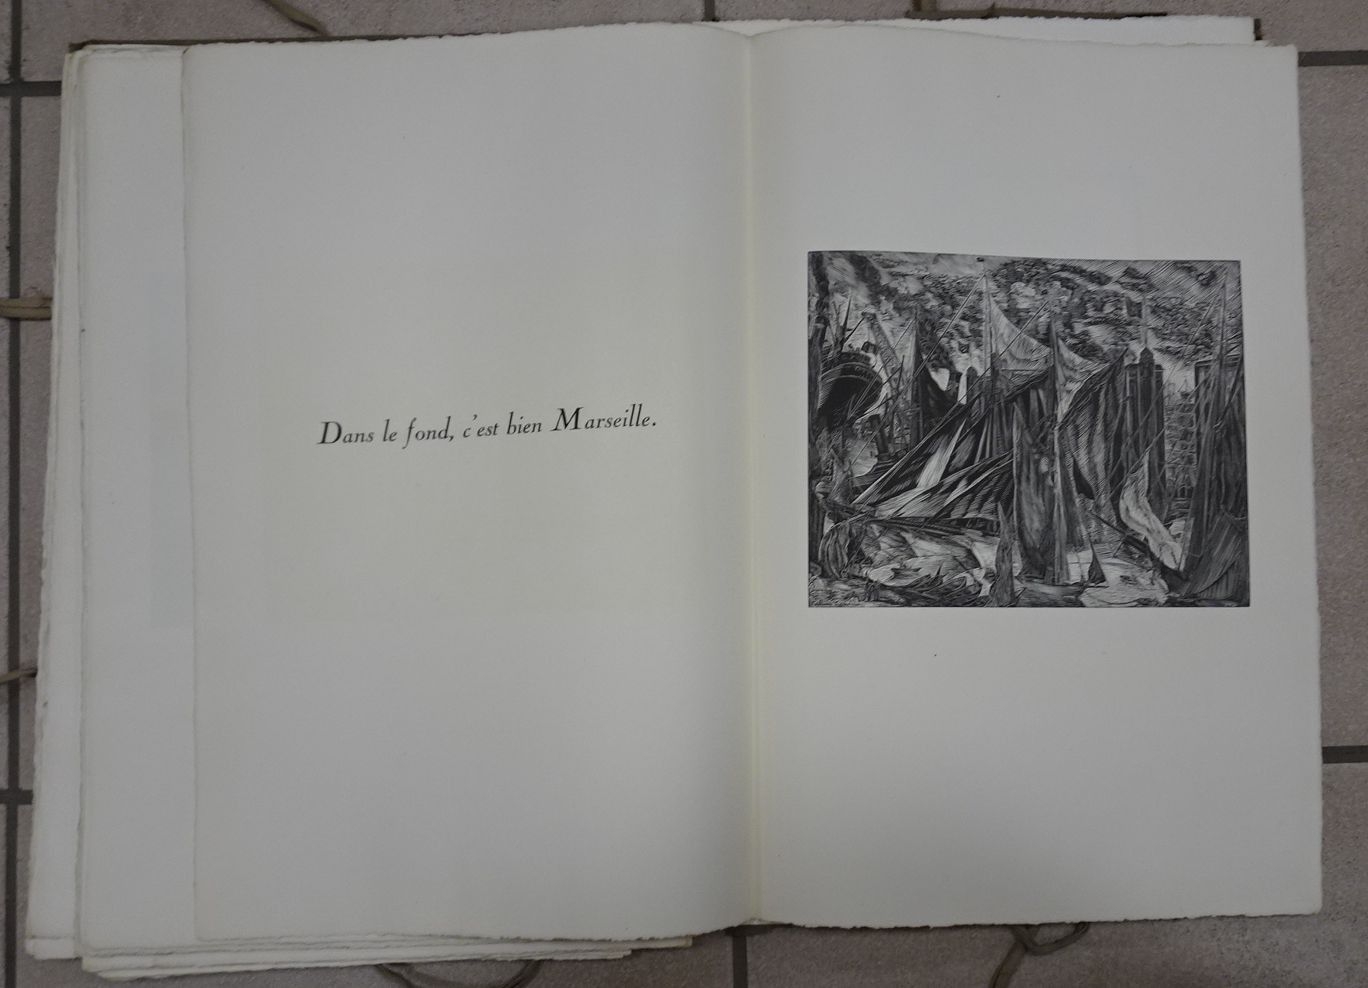 Dans le fond, c'est bien Marseille.